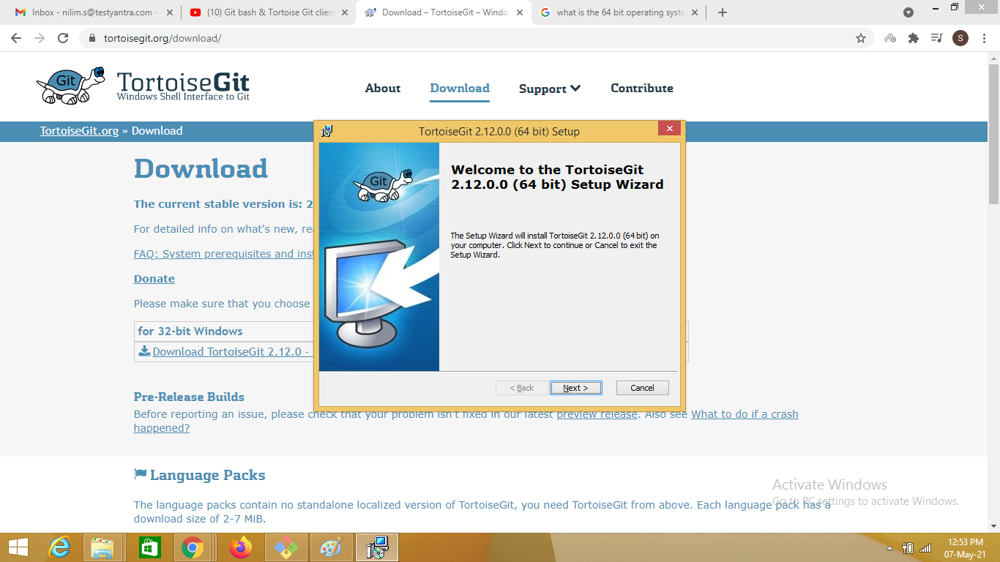 Inbox - nilim.s@testyantra.com -
(10) Git bash & Tortoise Git clien
Download – TortoiseGit – Windo
what is the 64 bit operating syste
tortoisegit.org/download/
S
Git
TortoiseGit
Windows Shell Interface to Git
About
Download
Support
Contribute
TortoiseGit.org » Download
Download
The current stable version is: 2
For detailed info on what's new, re
FAQ: System prerequisites and inst
Donate
Please make sure that you choose
for 32-bit Windows
Download TortoiseGit 2.12.0 -
TortoiseGit 2.12.0.0 (64 bit) Setup
Git
Welcome to the TortoiseGit
2.12.0.0 (64 bit) Setup Wizard
The Setup Wizard will install TortoiseGit 2.12.0.0 (64 bit) on
your computer. Click Next to continue or Cancel to exit the
Setup Wizard.
< Back
Next >
Cancel
Pre-Release Builds
Before reporting an issue, please check that your problem isn't fixed in our latest preview release. Also see What to do if a crash
happened?
Language Packs
The language packs contain no standalone localized version of TortoiseGit, you need TortoiseGit from above. Each language pack has a
download size of 2-7 MiB.
Activate Windows
Go to PC settings to activate Windows.
12:53 PM
07-May-21